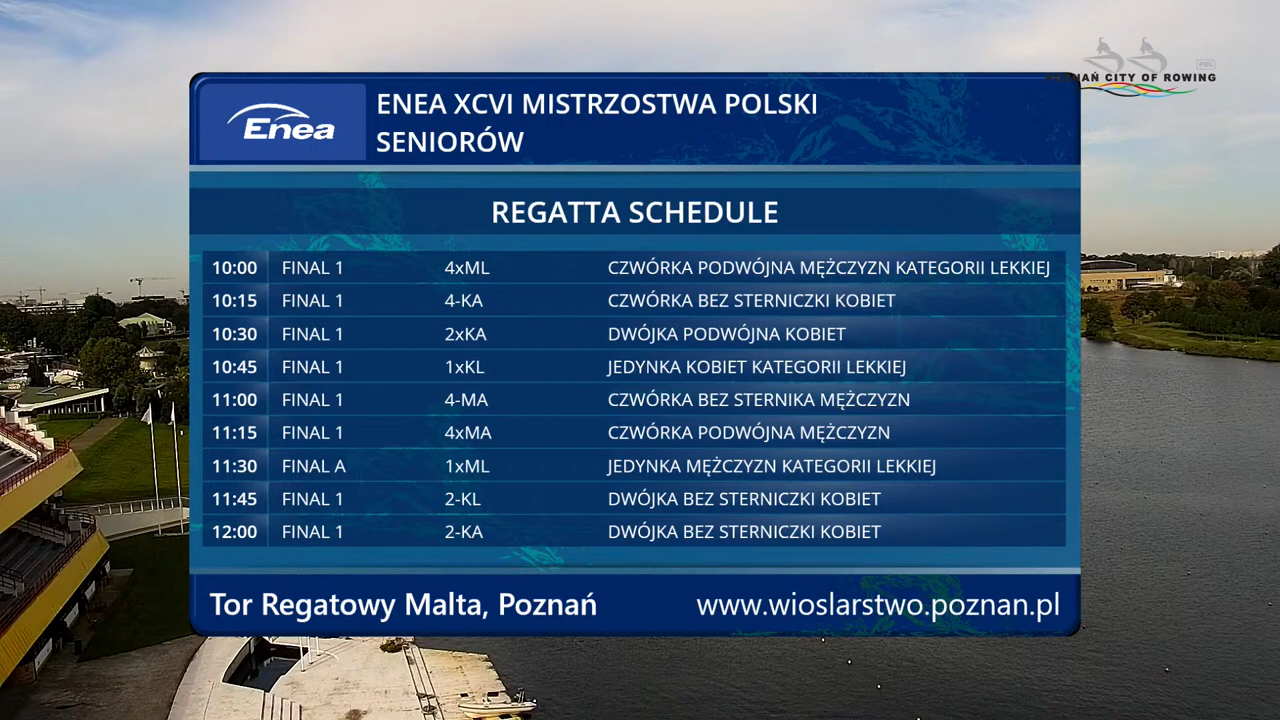 POL
CITY OF ROWING
Enea
ENEA XCVI MISTRZOSTWA POLSKI
SENIORÓW
REGATTA SCHEDULE
10:00 FINAL 1 4xML CZWÓRKA PODWÓJNA MĘŻCZYZN KATEGORII LEKKIEJ
10:15 FINAL 1 4-KA CZWÓRKA BEZ STERNICZKI KOBIET
10:30 FINAL 1 2xKA DWÓJKA PODWÓJNA KOBIET
10:45 FINAL 1 1xKL JEDYNKA KOBIET KATEGORII LEKKIEJ
11:00 FINAL 1 4-MA CZWÓRKA BEZ STERNIKA MĘŻCZYZN
11:15 FINAL 1 4xMA CZWÓRKA PODWÓJNA MĘŻCZYZN
11:30 FINAL A 1xML JEDYNKA MĘŻCZYZN KATEGORII LEKKIEJ
11:45 FINAL 1 2-KL DWÓJKA BEZ STERNICZKI KOBIET
12:00 FINAL 1 2-KA DWÓJKA BEZ STERNICZKI KOBIET
Tor Regatowy Malta, Poznań www.wioslarstwo.poznan.pl